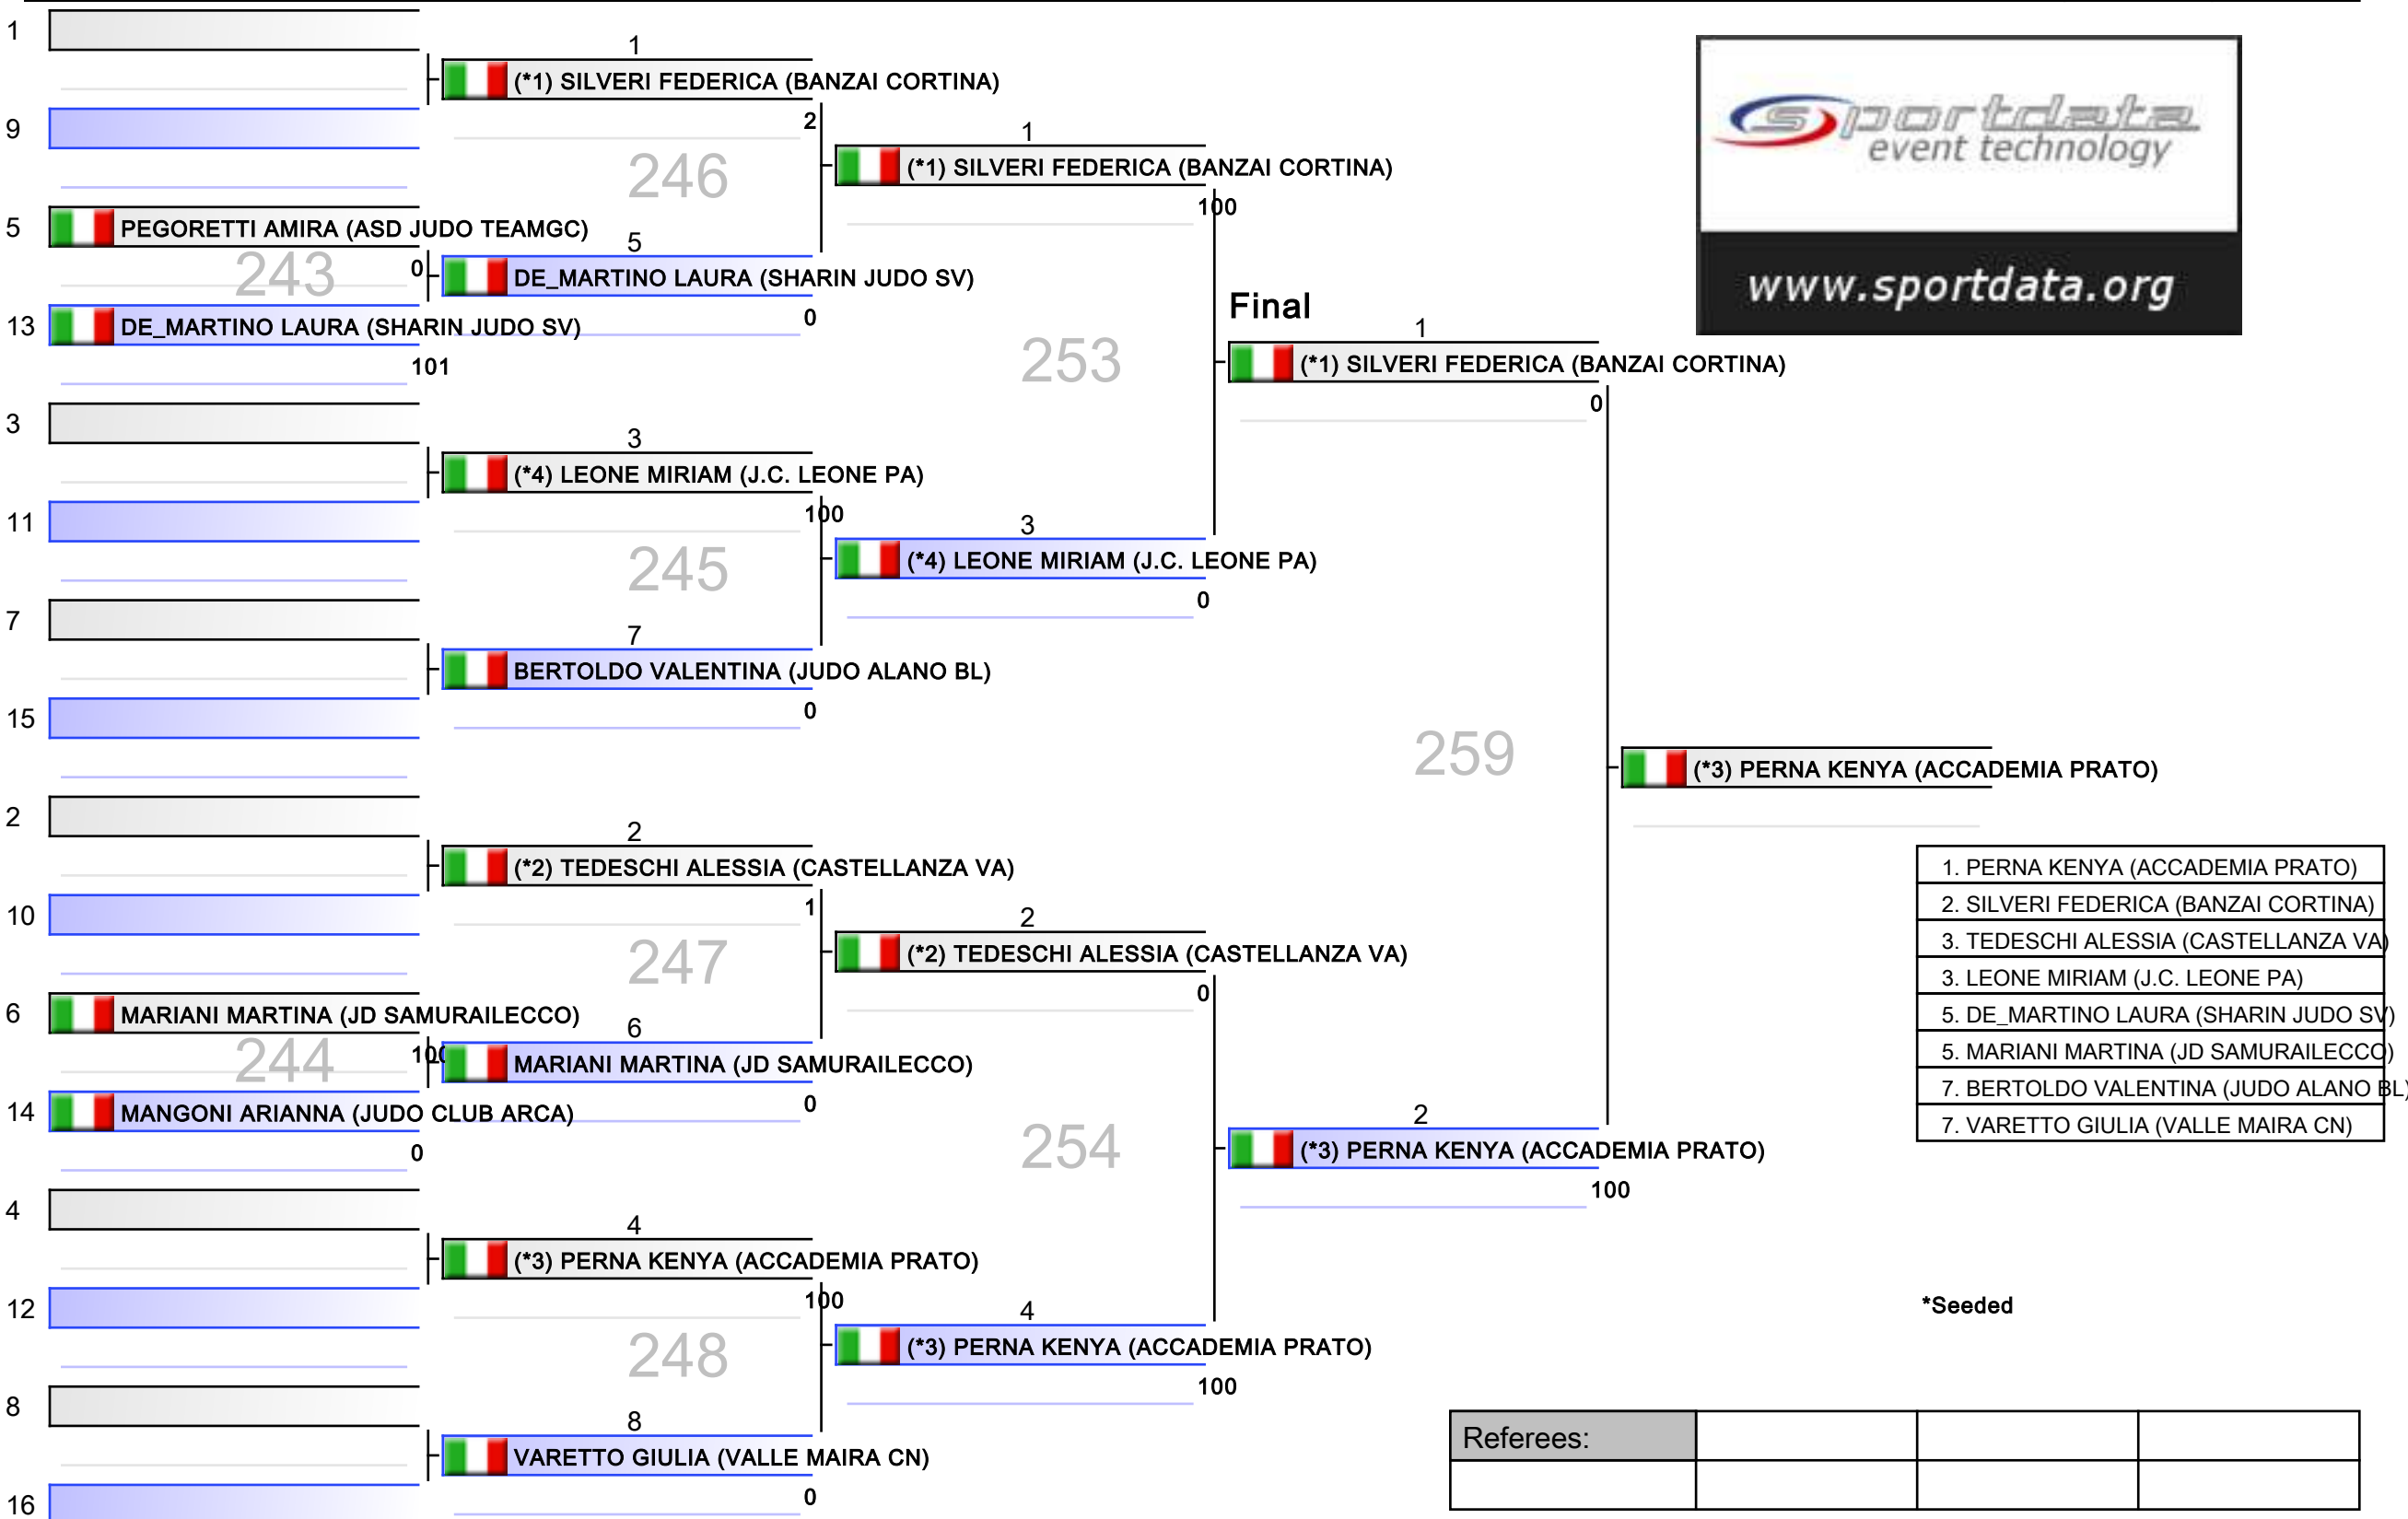 1
1
(*1) SILVERI FEDERICA (BANZAI CORTINA)
9
2
1
246
(*1) SILVERI FEDERICA (BANZAI CORTINA)
100
5
PEGORETTI AMIRA (ASD JUDO TEAMGC)
5
243
0
DE_MARTINO LAURA (SHARIN JUDO SV)
13
DE_MARTINO LAURA (SHARIN JUDO SV)
0
101
253
Final
1
(*1) SILVERI FEDERICA (BANZAI CORTINA)
0
3
3
(*4) LEONE MIRIAM (J.C. LEONE PA)
11
100
3
245
(*4) LEONE MIRIAM (J.C. LEONE PA)
0
7
7
BERTOLDO VALENTINA (JUDO ALANO BL)
15
0
259
(*3) PERNA KENYA (ACCADEMIA PRATO)
2
2
(*2) TEDESCHI ALESSIA (CASTELLANZA VA)
10
1
2
247
(*2) TEDESCHI ALESSIA (CASTELLANZA VA)
0
6
MARIANI MARTINA (JD SAMURAILECCO)
6
244
100
MARIANI MARTINA (JD SAMURAILECCO)
14
MANGONI ARIANNA (JUDO CLUB ARCA)
0
0
254
2
(*3) PERNA KENYA (ACCADEMIA PRATO)
100
4
4
(*3) PERNA KENYA (ACCADEMIA PRATO)
12
100
4
248
(*3) PERNA KENYA (ACCADEMIA PRATO)
100
8
8
VARETTO GIULIA (VALLE MAIRA CN)
16
0
sportdata
event technology
www.sportdata.org
1. PERNA KENYA (ACCADEMIA PRATO)
2. SILVERI FEDERICA (BANZAI CORTINA)
3. TEDESCHI ALESSIA (CASTELLANZA VA)
3. LEONE MIRIAM (J.C. LEONE PA)
5. DE_MARTINO LAURA (SHARIN JUDO SV)
5. MARIANI MARTINA (JD SAMURAILECCO)
7. BERTOLDO VALENTINA (JUDO ALANO BL)
7. VARETTO GIULIA (VALLE MAIRA CN)
*Seeded
Referees: